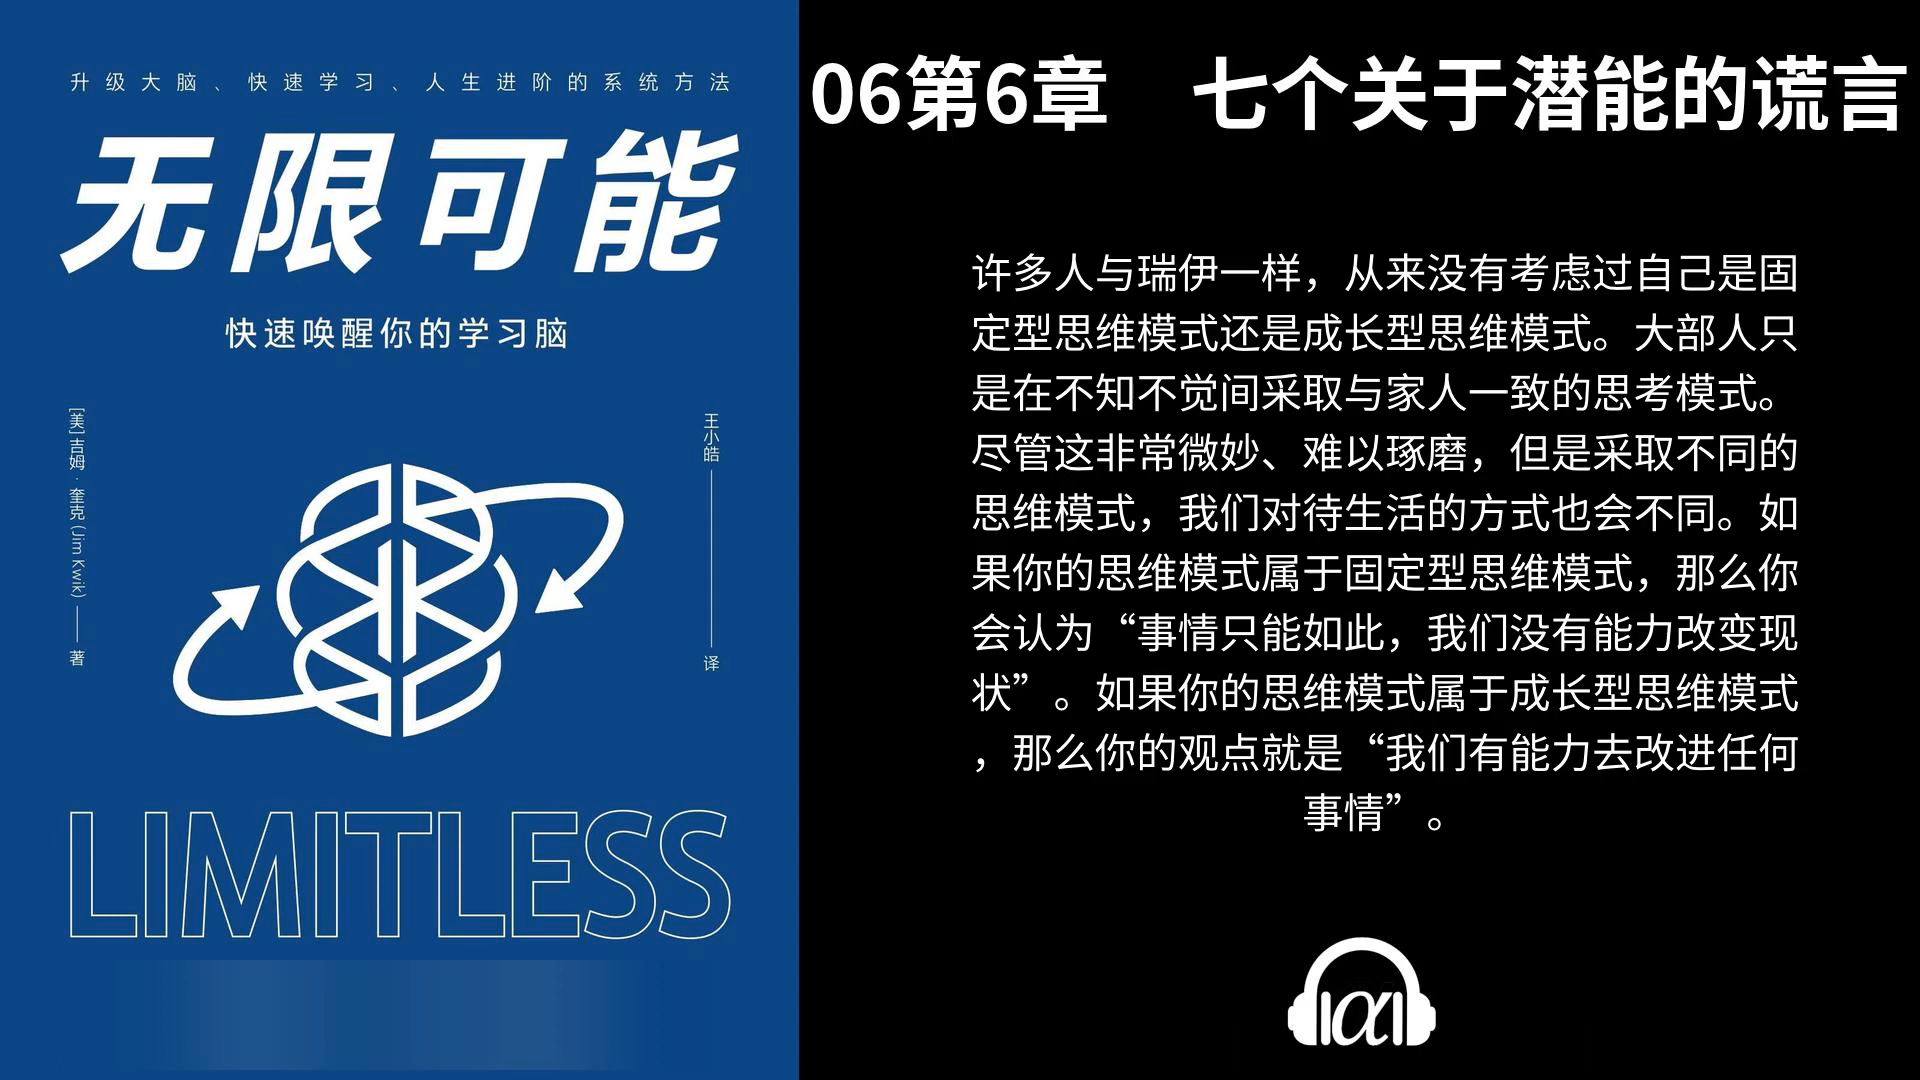 升级大脑、快速学习、人生进阶的系统方法
无限可能
快速唤醒你的学习脑
[美]吉姆·奎克(Jim Kwik)——著
王小皓——译
LIMITLESS
06第6章　七个关于潜能的谎言
许多人与瑞伊一样，从来没有考虑过自己是固
定型思维模式还是成长型思维模式。大部人只
是在不知不觉间采取与家人一致的思考模式。
尽管这非常微妙、难以琢磨，但是采取不同的
思维模式，我们对待生活的方式也会不同。如
果你的思维模式属于固定型思维模式，那么你
会认为“事情只能如此，我们没有能力改变现
状”。如果你的思维模式属于成长型思维模式
，那么你的观点就是“我们有能力去改进任何
事情”。